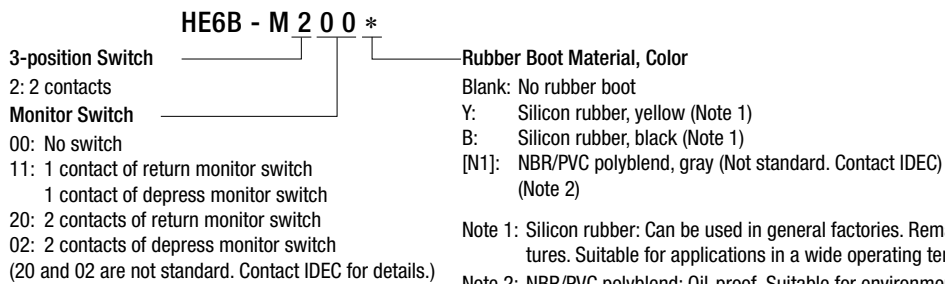 HE6B - M 2 0 0 *
3-position Switch
2: 2 contacts
Monitor Switch
00: No switch
11: 1 contact of return monitor switch
1 contact of depress monitor switch
20: 2 contacts of return monitor switch
02: 2 contacts of depress monitor switch
(20 and 02 are not standard. Contact IDEC for details.)
Rubber Boot Material, Color
Blank: No rubber boot
Y: Silicon rubber, yellow (Note 1)
B: Silicon rubber, black (Note 1)
[N1]: NBR/PVC polyblend, gray (Not standard. Contact IDEC)
(Note 2)
Note 1: Silicon rubber: Can be used in general factories.
tures. Suitable for applications in a wide operating
Note 2: NBR/PVC polyblend: Oil-proof. Suitable for